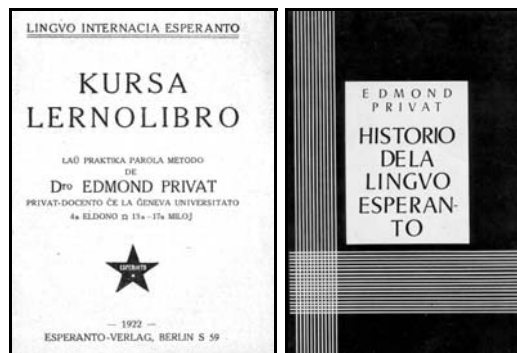 LINGVO INTERNACIA ESPERANTO
KURSA
LERNOLIBRO
LAŬ PRAKTIKA PAROLA METODO
DE
Dro EDMOND PRIVAT
PRIVAT-DOCENTO ĈE LA ĜENEVA UNIVERSITATO
4a ELDONO 13a-17a MILOJ
ESPERANTO
— 1922 —
ESPERANTO-VERLAG, BERLIN S 59
EDMOND
PRIVAT
HISTORIO
DE LA
LINGVO
ESPERAN-
TO